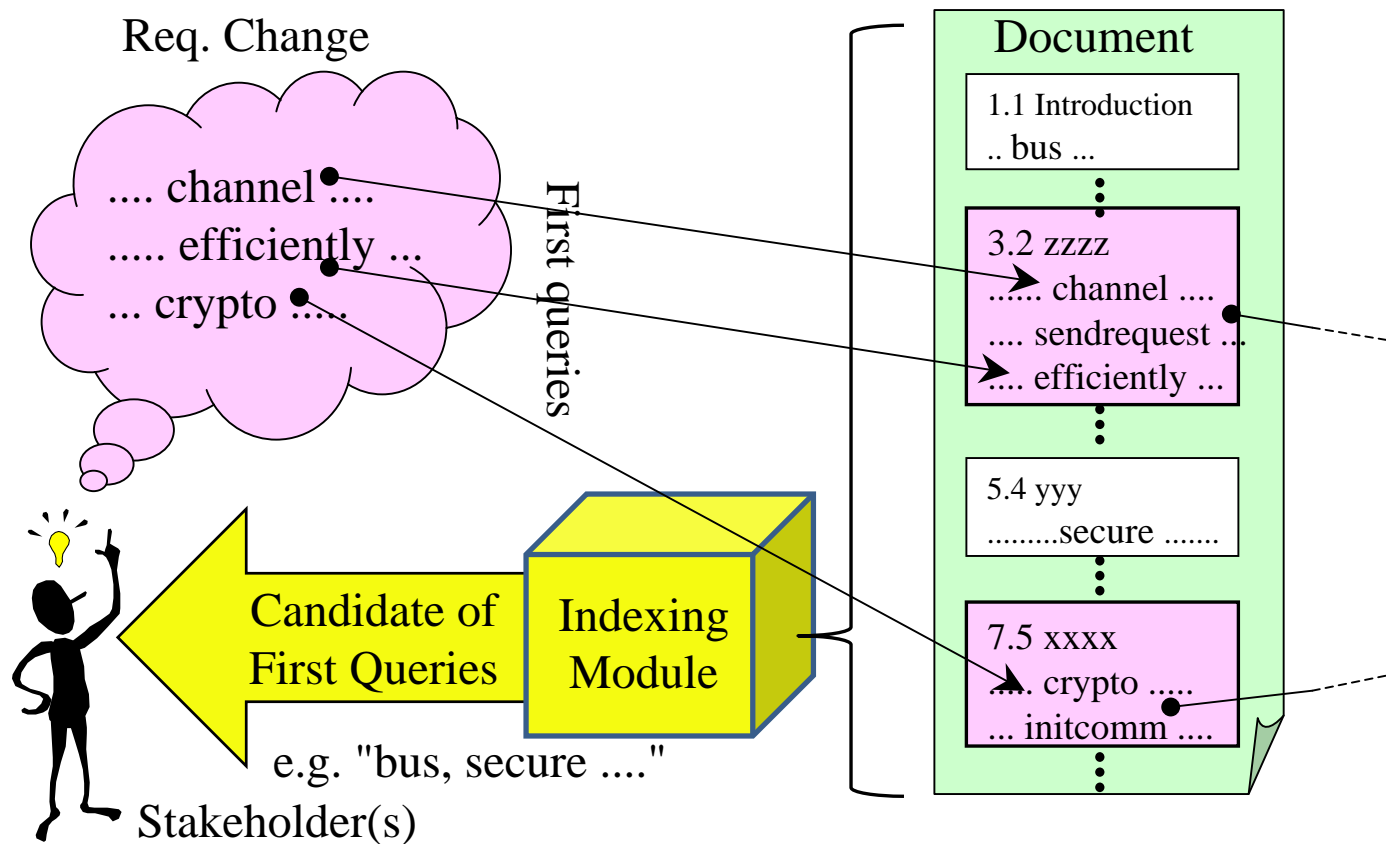 Req. Change
.... channel ....
..... efficiently ...
... crypto .....
First queries
Document
1.1 Introduction
.. bus ...
3.2 zzzz
...... channel ....
.... sendrequest ...
.... efficiently ...
5.4 yyy
.........secure .......
7.5 xxxx
..... crypto .....
... initcomm ....
Candidate of
First Queries
Indexing
Module
e.g. "bus, secure ...."
Stakeholder(s)